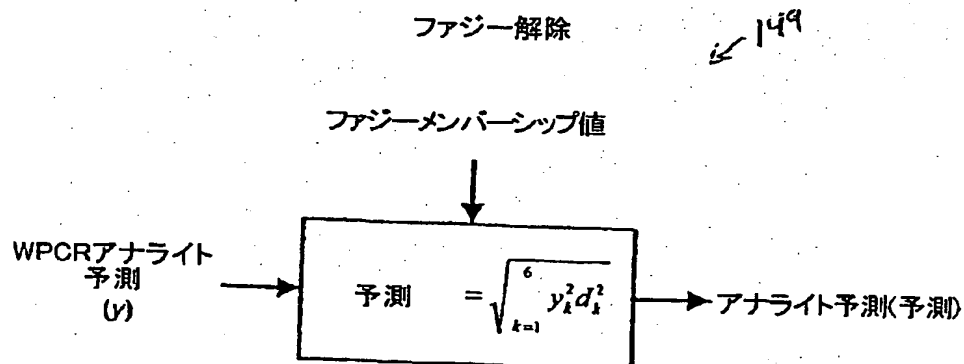 ファジー解除
149
ファジーメンバーシップ値
WPCRアナライト
予測
(y)
予測 = √ 6 k=1 y_k^2 d_k^2
アナライト予測(予測)